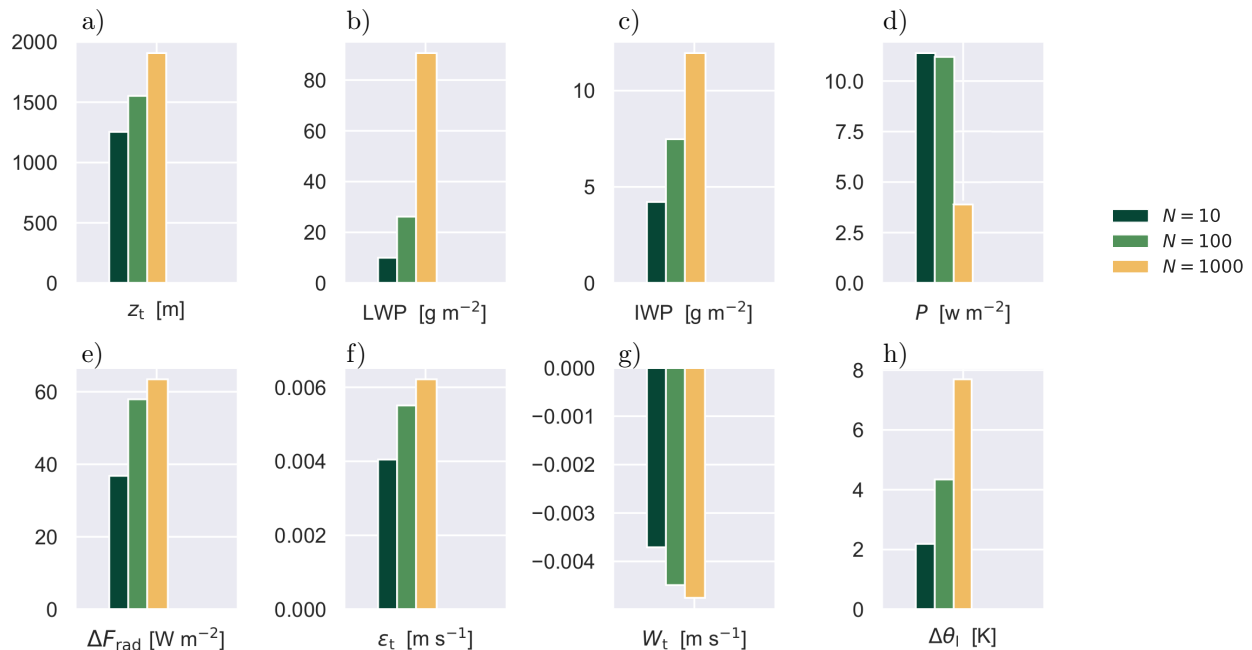 a)
2000
1500
1000
500
0
z_t [m]
b)
80
60
40
20
0
LWP [g m⁻²]
c)
10
5
0
IWP [g m⁻²]
d)
10.0
7.5
5.0
2.5
0.0
P [w m⁻²]
N = 10
N = 100
N = 1000
e)
60
40
20
0
ΔF_rad [W m⁻²]
f)
0.006
0.004
0.002
0.000
ε_t [m s⁻¹]
g)
0.000
−0.001
−0.002
−0.003
−0.004
W_t [m s⁻¹]
h)
8
6
4
2
0
Δθ_l [K]